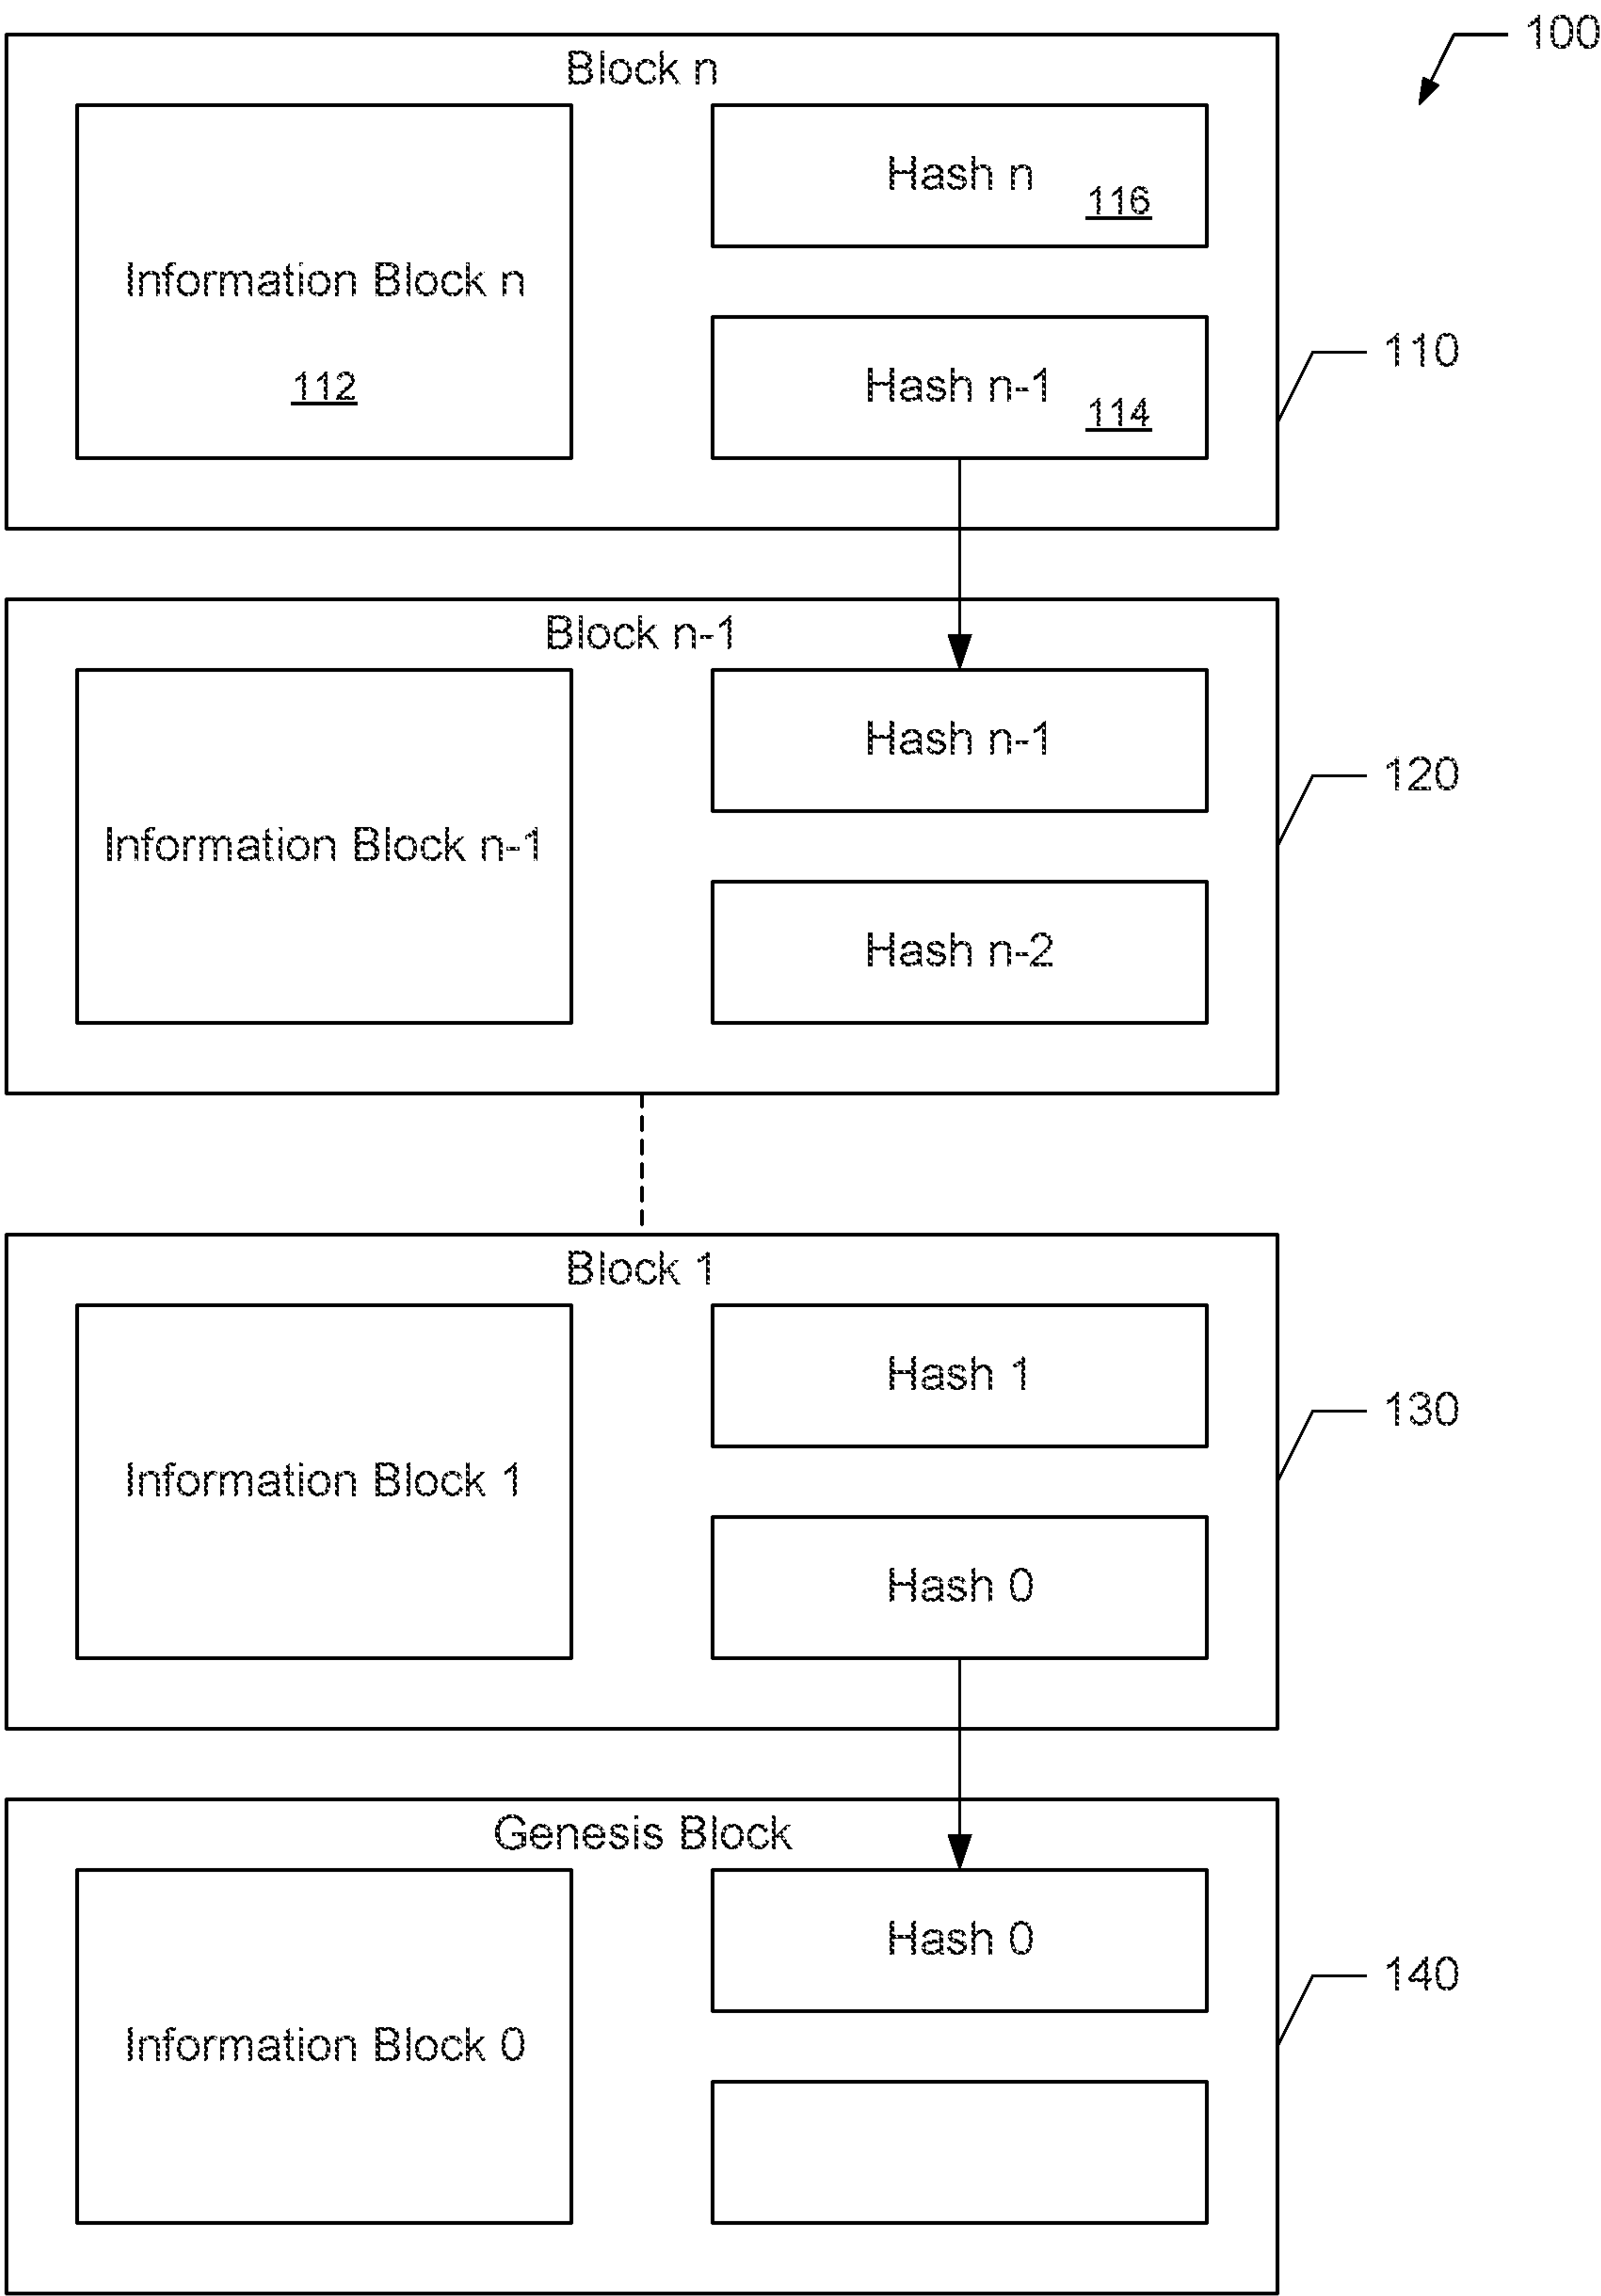 100
Block n
Hash n
116
Information Block n
112
110
Hash n-1
114
Block n-1
Hash n-1
120
Information Block n-1
Hash n-2
Block 1
Hash 1
130
Information Block 1
Hash 0
Genesis Block
Hash 0
140
Information Block 0